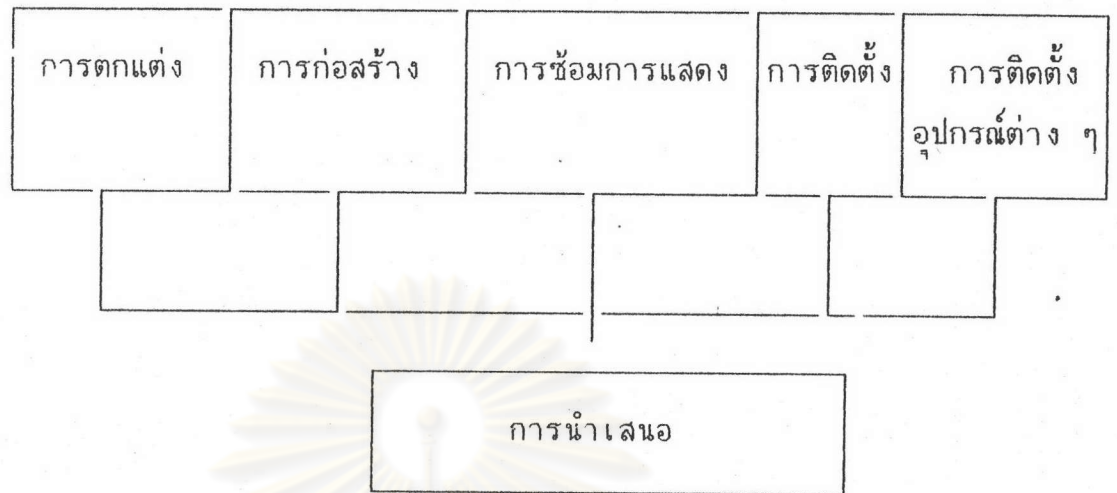 การตกแต่ง
การก่อสร้าง
การซ้อมการแสดง
การติดตั้ง
การติดตั้ง
อุปกรณ์ต่าง ๆ
การนำเสนอ